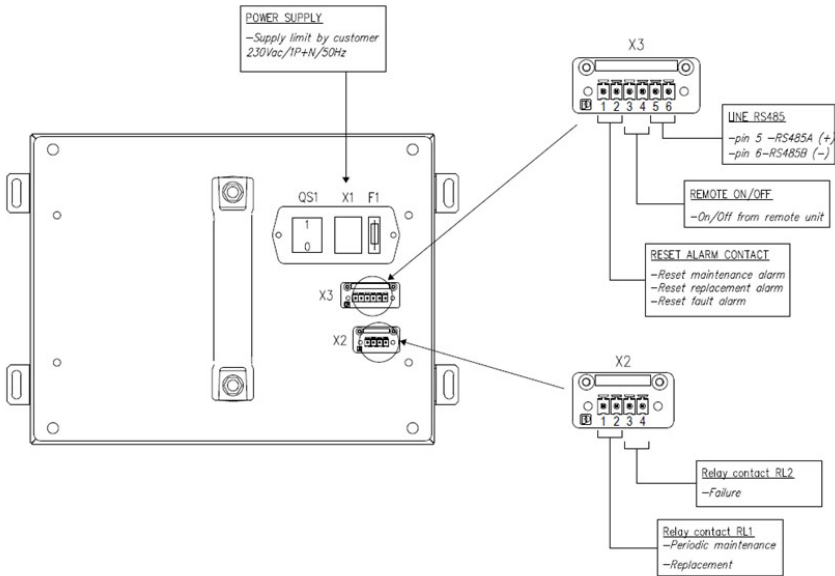 POWER SUPPLY
-Supply limit by customer
230Vac/1P+N/50Hz
X3
1 2 3 4 5 6
LINE RS485
-pin 5 -RS485A (+)
-pin 6-RS485B (-)
REMOTE ON/OFF
-On/Off from remote unit
RESET ALARM CONTACT
-Reset maintenance alarm
-Reset replacement alarm
-Reset fault alarm
QS1 X1 F1
1
0
X3
X2
X2
1 2 3 4
Relay contact RL2
-Failure
Relay contact RL1
-Periodic maintenance
-Replacement